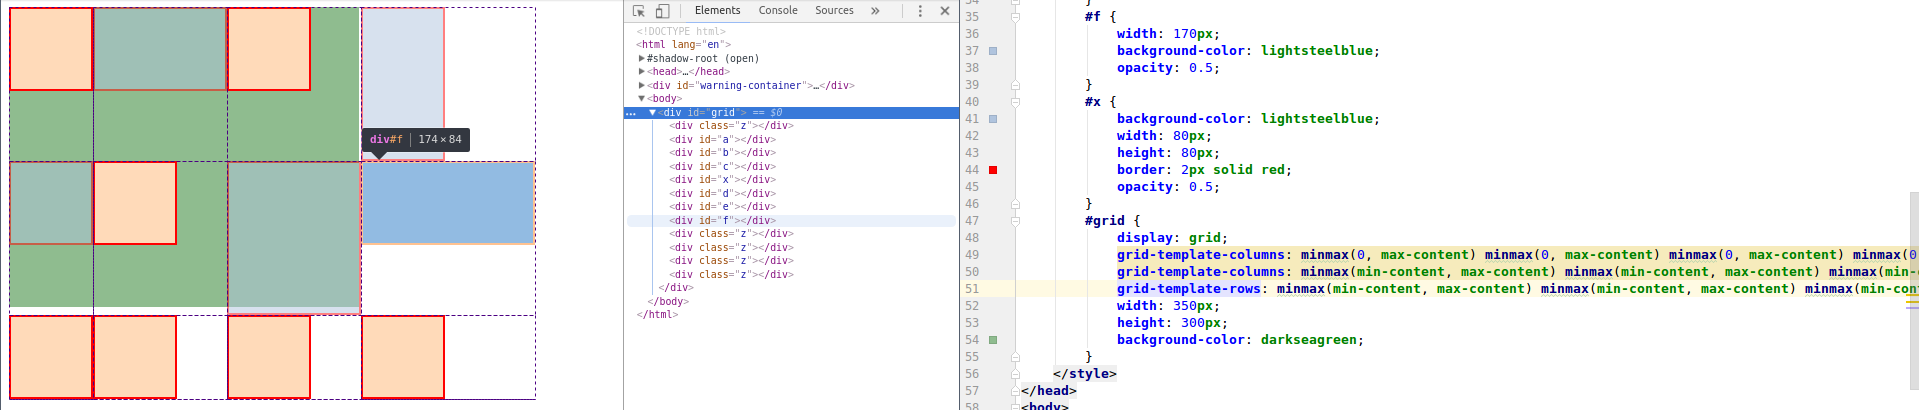 div#f | 174 × 84
Elements Console Sources »
<!DOCTYPE html>
<html lang="en">
▶#shadow-root (open)
▶<head>…</head>
▶<div id="warning-container">…</div>
▼<body>
… ▼<div id="grid"> == $0
<div class="z"></div>
<div id="a"></div>
<div id="b"></div>
<div id="c"></div>
<div id="x"></div>
<div id="d"></div>
<div id="e"></div>
<div id="f"></div>
<div class="z"></div>
<div class="z"></div>
<div class="z"></div>
<div class="z"></div>
</div>
</body>
</html>
34 }
35 #f {
36 width: 170px;
37 background-color: lightsteelblue;
38 opacity: 0.5;
39 }
40 #x {
41 background-color: lightsteelblue;
42 width: 80px;
43 height: 80px;
44 border: 2px solid red;
45 opacity: 0.5;
46 }
47 #grid {
48 display: grid;
49 grid-template-columns: minmax(0, max-content) minmax(0, max-content) minmax(0, max-content) minmax(0
50 grid-template-columns: minmax(min-content, max-content) minmax(min-content, max-content) minmax(min-
51 grid-template-rows: minmax(min-content, max-content) minmax(min-content, max-content) minmax(min-con
52 width: 350px;
53 height: 300px;
54 background-color: darkseagreen;
55 }
56 </style>
57 </head>
58 <body>